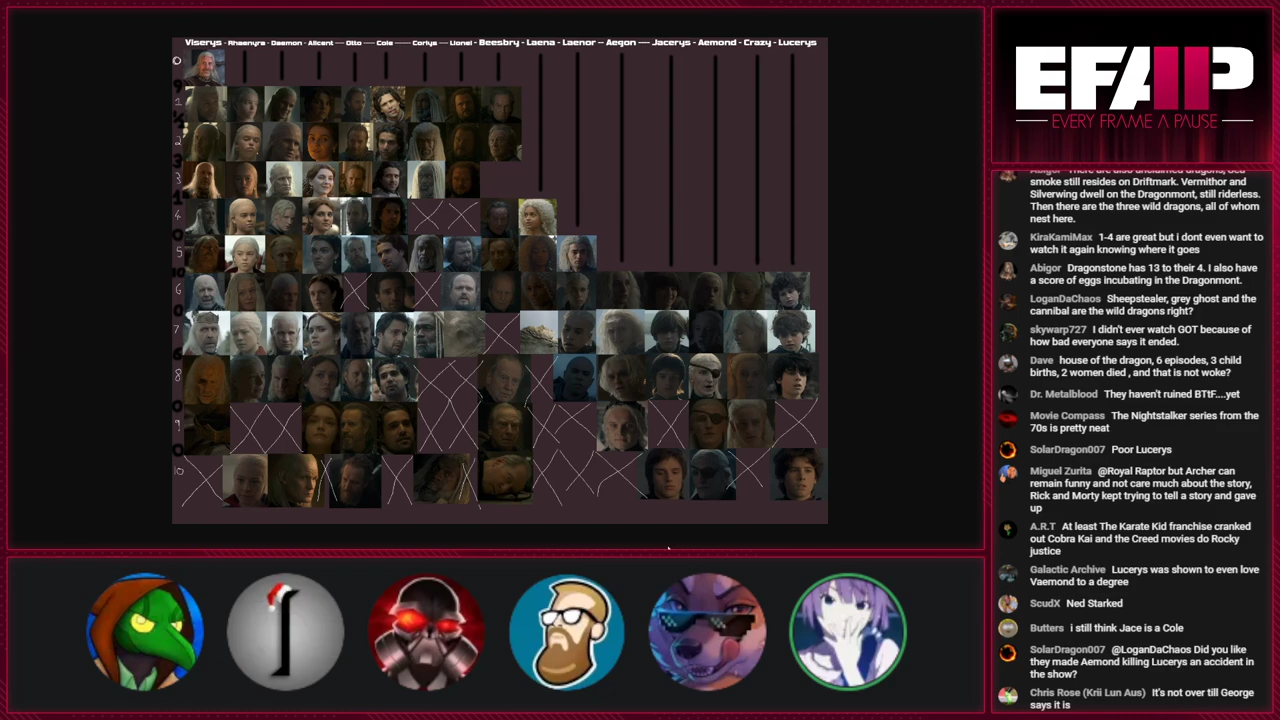 Viserys - Rhaenyra - Daemon - Alicent — Otto — Cole — Corlys — Lionel - Beesbry - Laena - Laenor – Aegon — Jacerys - Aemond - Crazy - Lucerys
0
1
2
3
4
5
6
7
8
9
EFAP
EVERY FRAME A PAUSE
smoke still resides on Driftmark. Vermithor and
Silverwing dwell on the Dragonmont, still riderless.
Then there are the three wild dragons, all of whom
nest here.
KiraKamiMax 1-4 are great but i dont even want to
watch it again knowing where it goes
Abigor Dragonstone has 13 to their 4. I also have
a score of eggs incubating in the Dragonmont.
LoganDaChaos Sheepstealer, grey ghost and the
cannibal are the wild dragons right?
skywarp727 I didn't ever watch GOT because of
how bad everyone says it ended.
Dave house of the dragon, 6 episodes, 3 child
births, 2 women died , and that is not woke?
Dr. Metalblood They haven't ruined BTtF....yet
Movie Compass The Nightstalker series from the
70s is pretty neat
SolarDragon007 Poor Lucerys
Miguel Zurita @Royal Raptor but Archer can
remain funny and not care much about the story,
Rick and Morty kept trying to tell a story and gave
up
A.R.T At least The Karate Kid franchise cranked
out Cobra Kai and the Creed movies do Rocky
justice
Galactic Archive Lucerys was shown to even love
Vaemond to a degree
ScudX Ned Starked
Butters i still think Jace is a Cole
SolarDragon007 @LoganDaChaos Did you like
they made Aemond killing Lucerys an accident in
the show?
Chris Rose (Krii Lun Aus) It's not over till George
says it is